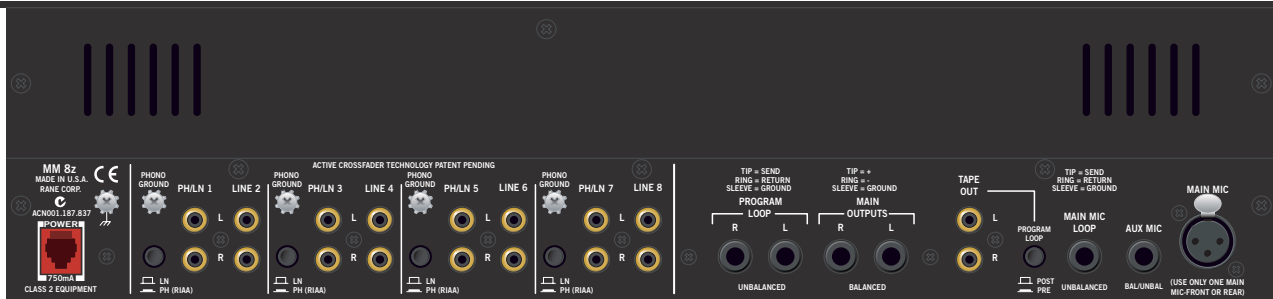 MM 8z
MADE IN U.S.A.
RANE CORP.
ACN001.187.837
POWER
750mA
CLASS 2 EQUIPMENT
CE
ACTIVE CROSSFADER TECHNOLOGY PATENT PENDING
PHONO
GROUND
PH/LN 1
LINE 2
L
R
LN
PH (RIAA)
PHONO
GROUND
PH/LN 3
LINE 4
L
R
LN
PH (RIAA)
PHONO
GROUND
PH/LN 5
LINE 6
L
R
LN
PH (RIAA)
PHONO
GROUND
PH/LN 7
LINE 8
L
R
LN
PH (RIAA)
TIP = SEND
RING = RETURN
SLEEVE = GROUND
PROGRAM
LOOP
R L
UNBALANCED
TIP = +
RING = -
SLEEVE = GROUND
MAIN
OUTPUTS
R L
BALANCED
TAPE
OUT
L
R
PROGRAM
LOOP
POST
PRE
TIP = SEND
RING = RETURN
SLEEVE = GROUND
MAIN MIC
LOOP
UNBALANCED
AUX MIC
BAL/UNBAL
MAIN MIC
(USE ONLY ONE MAIN
MIC-FRONT OR REAR)